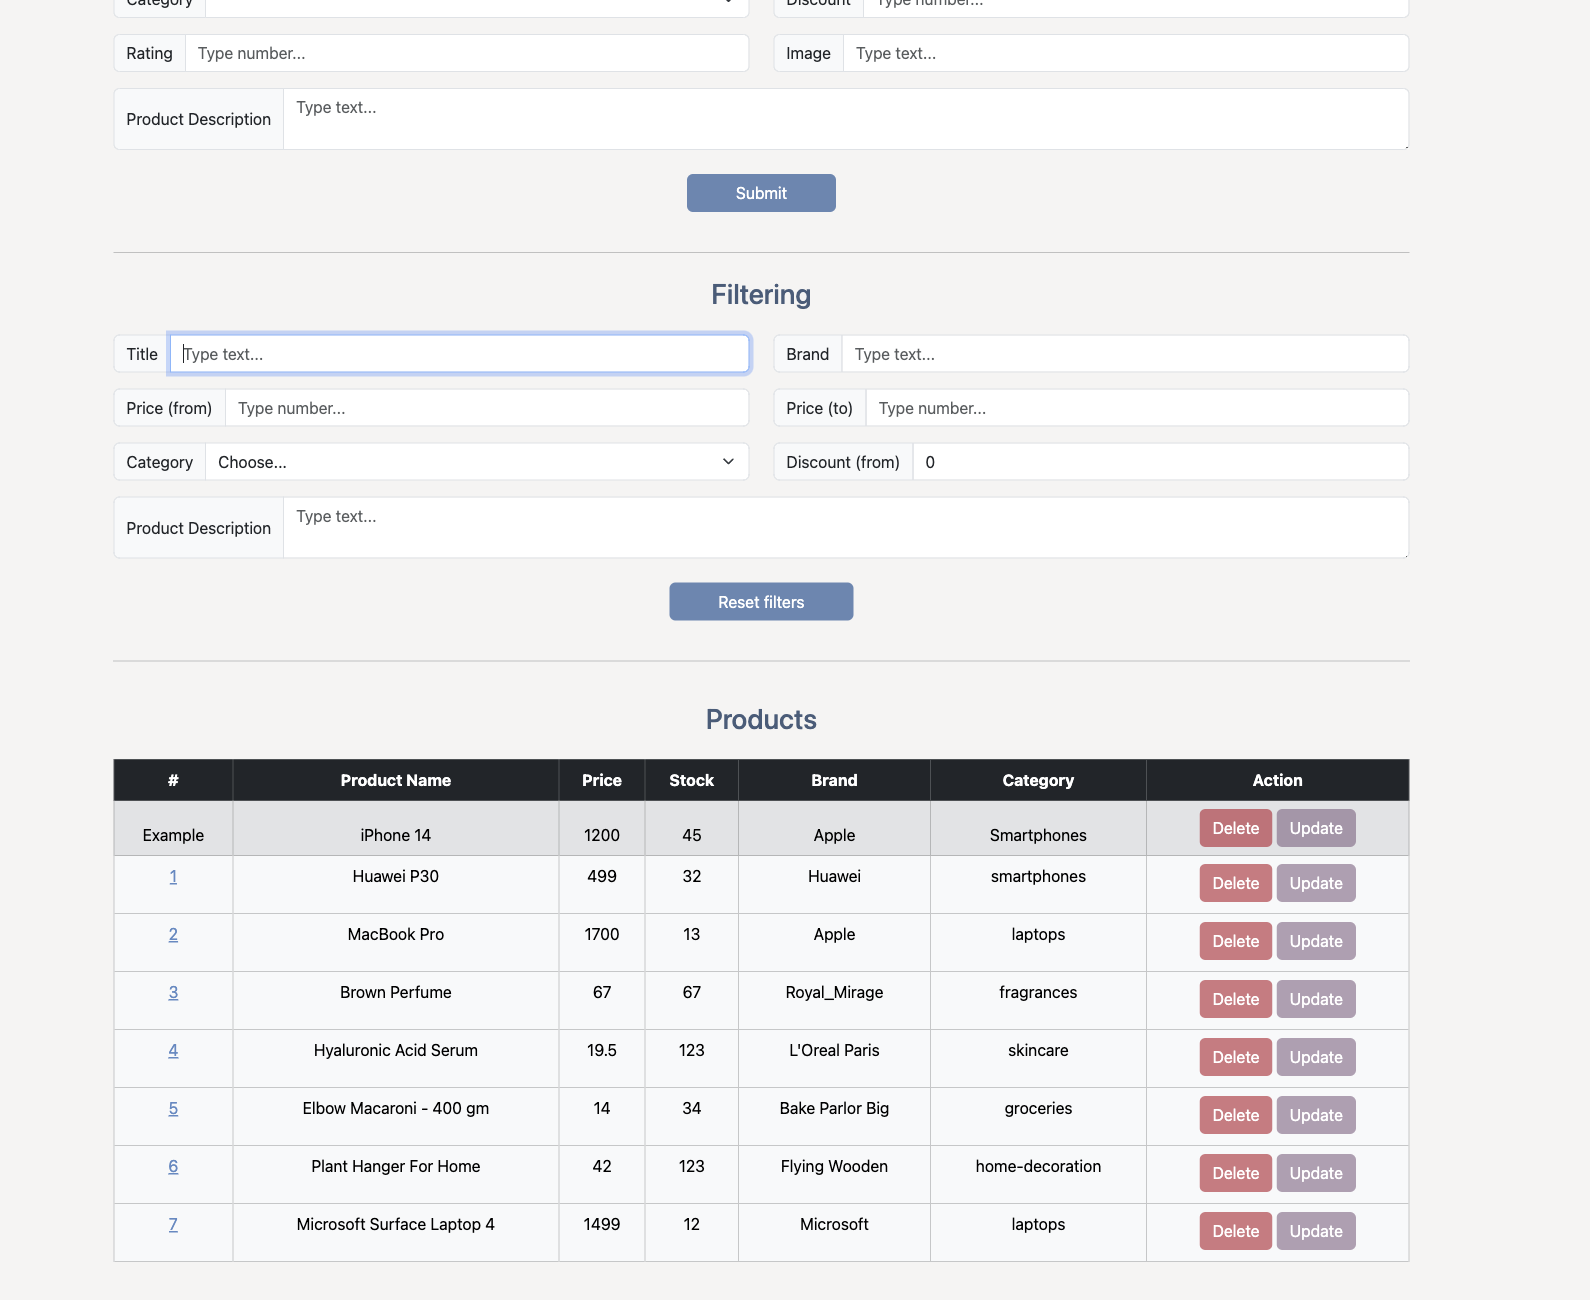 Category
Discount Type number...
Rating Type number...
Image Type text...
Product Description Type text...
Submit
Filtering
Title Type text...
Brand Type text...
Price (from) Type number...
Price (to) Type number...
Category Choose...
Discount (from) 0
Product Description Type text...
Reset filters
Products
# Product Name Price Stock Brand Category Action
Example iPhone 14 1200 45 Apple Smartphones Delete Update
1 Huawei P30 499 32 Huawei smartphones Delete Update
2 MacBook Pro 1700 13 Apple laptops Delete Update
3 Brown Perfume 67 67 Royal_Mirage fragrances Delete Update
4 Hyaluronic Acid Serum 19.5 123 L'Oreal Paris skincare Delete Update
5 Elbow Macaroni - 400 gm 14 34 Bake Parlor Big groceries Delete Update
6 Plant Hanger For Home 42 123 Flying Wooden home-decoration Delete Update
7 Microsoft Surface Laptop 4 1499 12 Microsoft laptops Delete Update